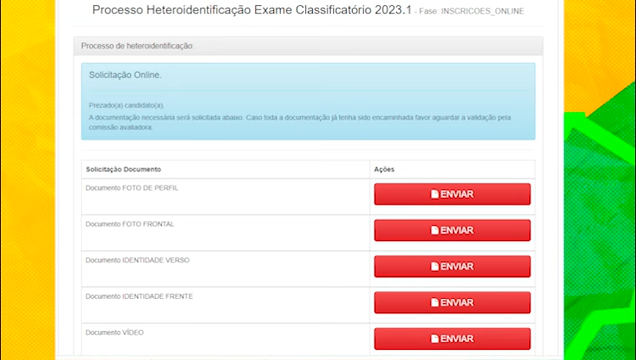 Processo Heteroidentificação Exame Classificatório 2023.1 - Fase: INSCRICOES_ONLINE
Processo de heteroidentificação
Solicitação Online.
Prezado(a) candidato(a),
A documentação necessária será solicitada abaixo. Caso toda a documentação já tenha sido encaminhada favor aguardar a validação pela
comissão avaliadora.
Solicitação Documento Ações
Documento FOTO DE PERFIL ENVIAR
Documento FOTO FRONTAL ENVIAR
Documento IDENTIDADE VERSO ENVIAR
Documento IDENTIDADE FRENTE ENVIAR
Documento VÍDEO ENVIAR